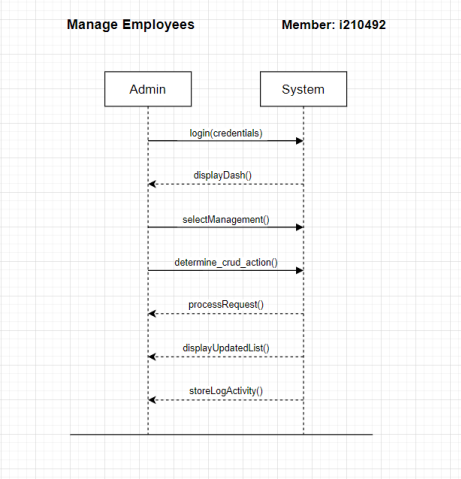 Manage Employees
Member: i210492
Admin
System
login(credentials)
displayDash()
selectManagement()
determine_crud_action()
processRequest()
displayUpdatedList()
storeLogActivity()